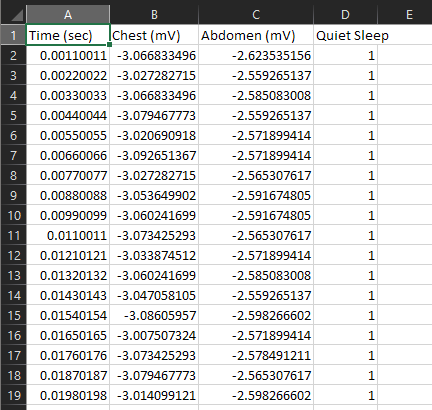 A B C D E
1 Time (sec) Chest (mV) Abdomen (mV) Quiet Sleep
2 0.00110011 -3.066833496 -2.623535156 1
3 0.00220022 -3.027282715 -2.559265137 1
4 0.00330033 -3.066833496 -2.585083008 1
5 0.00440044 -3.079467773 -2.559265137 1
6 0.00550055 -3.020690918 -2.571899414 1
7 0.00660066 -3.092651367 -2.571899414 1
8 0.00770077 -3.027282715 -2.565307617 1
9 0.00880088 -3.053649902 -2.591674805 1
10 0.00990099 -3.060241699 -2.591674805 1
11 0.0110011 -3.073425293 -2.565307617 1
12 0.01210121 -3.033874512 -2.571899414 1
13 0.01320132 -3.060241699 -2.585083008 1
14 0.01430143 -3.047058105 -2.559265137 1
15 0.01540154 -3.08605957 -2.598266602 1
16 0.01650165 -3.007507324 -2.571899414 1
17 0.01760176 -3.073425293 -2.578491211 1
18 0.01870187 -3.079467773 -2.565307617 1
19 0.01980198 -3.014099121 -2.598266602 1